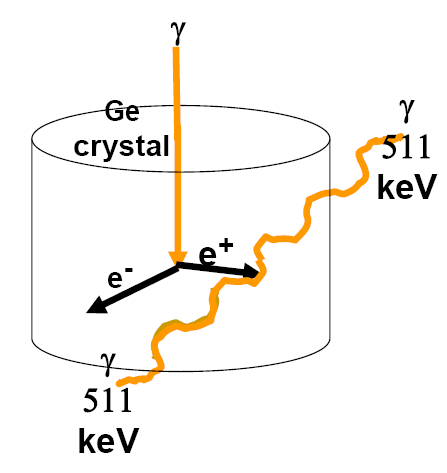 γ
Ge
crystal
γ
511
keV
e+
e-
γ
511
keV